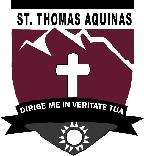 ST. THOMAS AQUINAS
DIRIGE ME IN VERITATE TUA